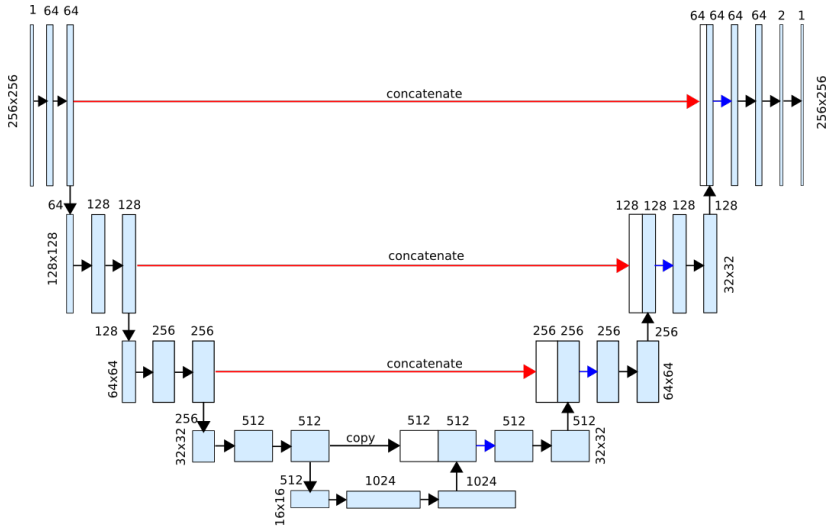 1 64 64
64 64 64 64 2 1
256x256
concatenate
256x256
64 128 128
128 128 128 128
128x128
concatenate
32x32
128 256 256
256 256 256 256
64x64
concatenate
64x64
256 512 512
copy
512 512 512 512
32x32
32x32
512 1024 1024
16x16